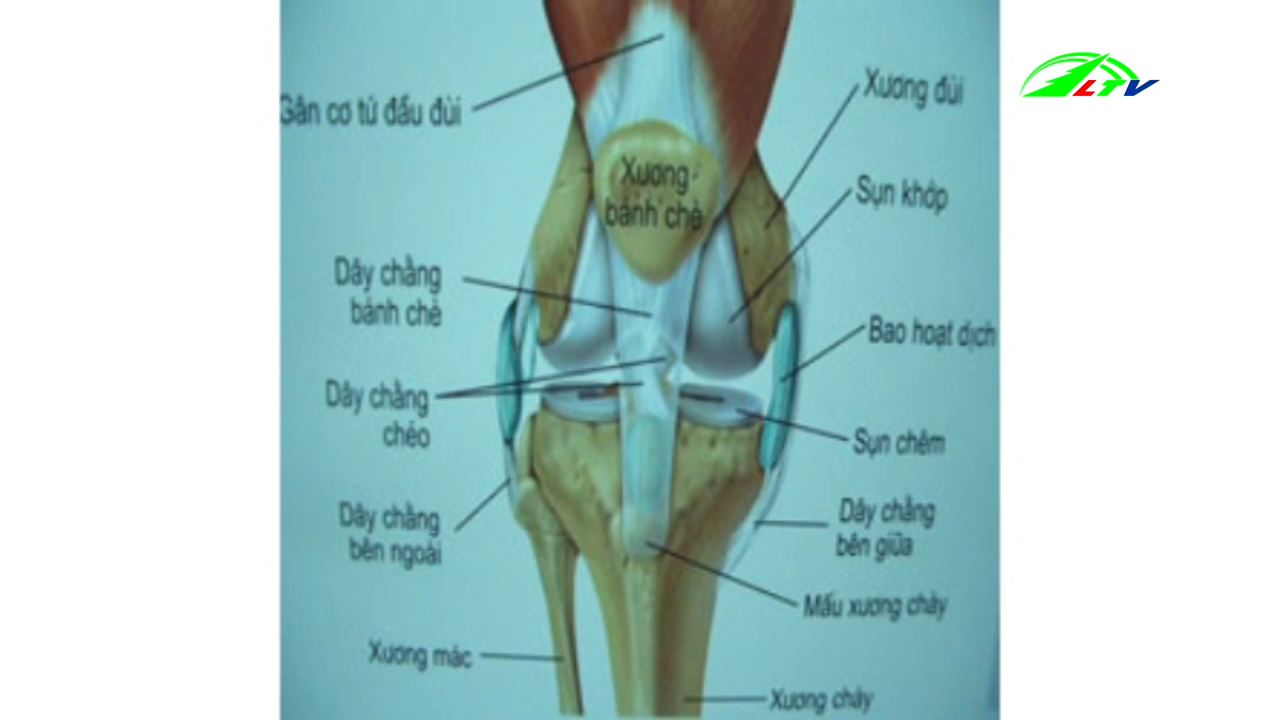 LTV
Gân cơ tứ đầu đùi
Xương đùi
Xương
bánh chè
Sụn khớp
Dây chằng
bánh chè
Bao hoạt dịch
Dây chằng
chéo
Sụn chêm
Dây chằng
bên ngoài
Dây chằng
bên giữa
Mấu xương chày
Xương mác
Xương chày